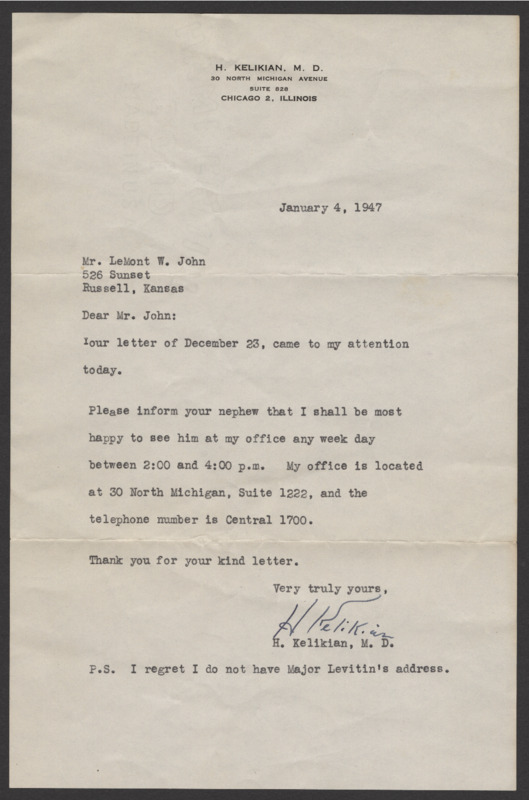 H. KELIKIAN, M. D.
30 NORTH MICHIGAN AVENUE
SUITE 828
CHICAGO 2, ILLINOIS
January 4, 1947
Mr. LeMont W. John
526 Sunset
Russell, Kansas
Dear Mr. John:
Your letter of December 23, came to my attention
today.
Please inform your nephew that I shall be most
happy to see him at my office any week day
between 2:00 and 4:00 p.m. My office is located
at 30 North Michigan, Suite 1222, and the
telephone number is Central 1700.
Thank you for your kind letter.
Very truly yours,
H Kelikian
H. Kelikian, M. D.
P.S. I regret I do not have Major Levitin's address.